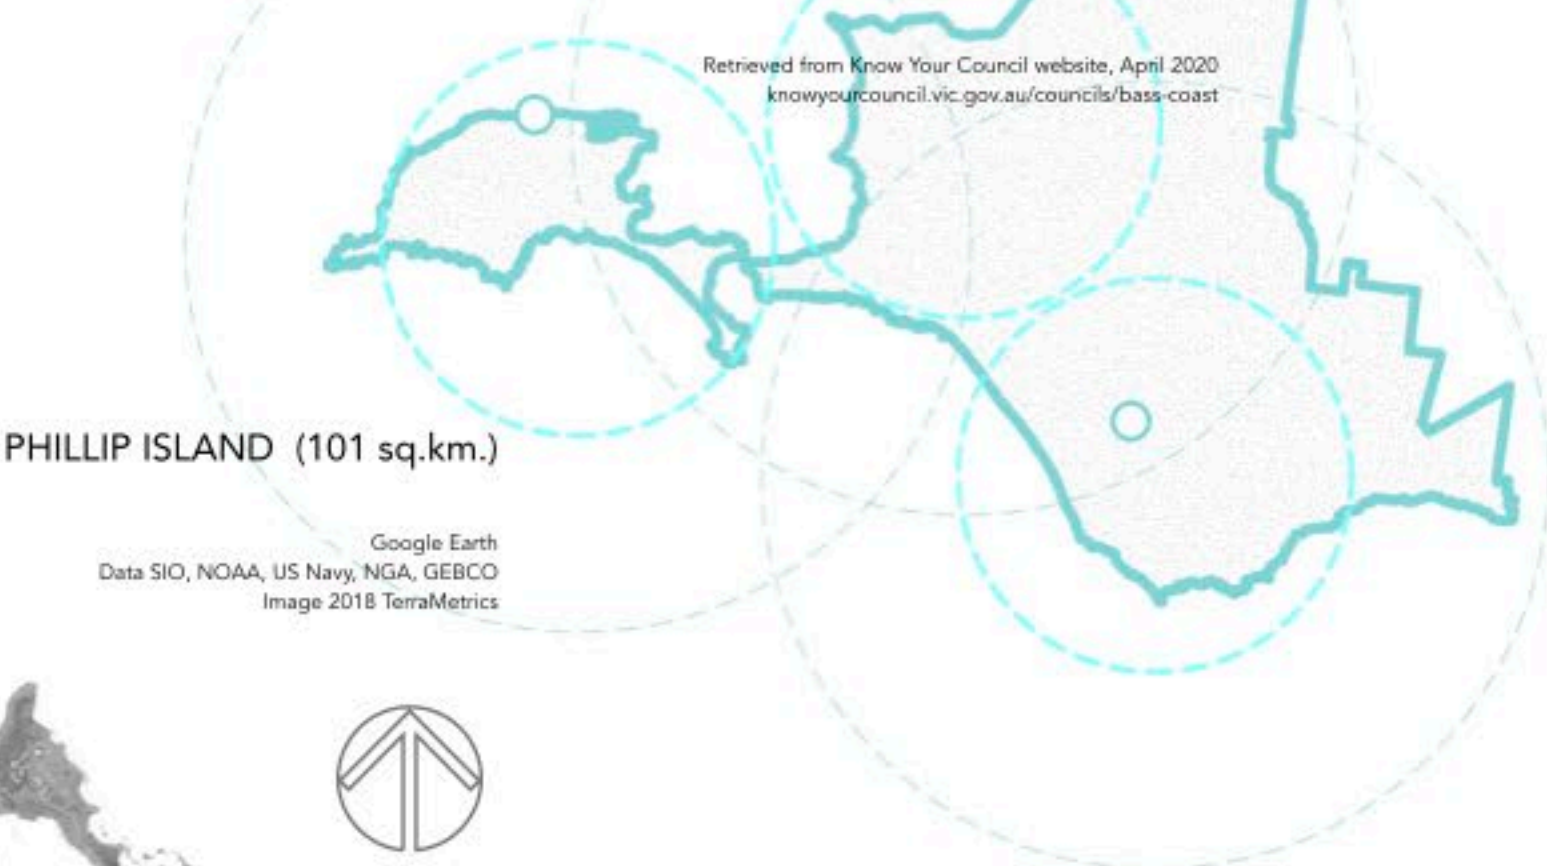 Retrieved from Know Your Council website, April 2020
knowyourcouncil.vic.gov.au/councils/bass-coast
PHILLIP ISLAND (101 sq.km.)
Google Earth
Data SIO, NOAA, US Navy, NGA, GEBCO
Image 2018 TerraMetrics